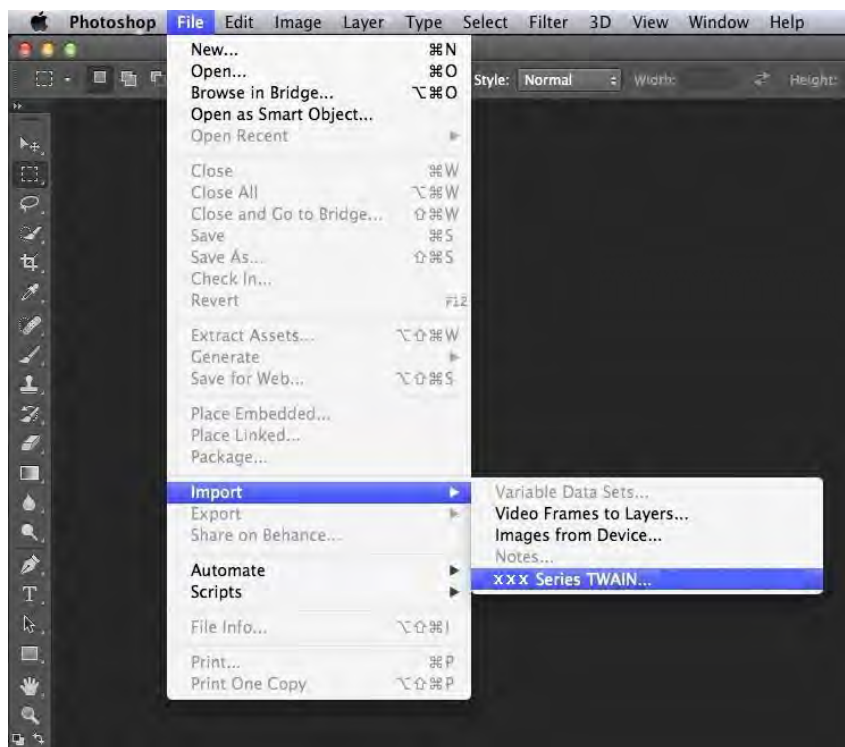 Photoshop File Edit Image Layer Type Select Filter 3D View Window Help
Style: Normal Width: Height:
New... ⌘N
Open... ⌘O
Browse in Bridge... ⌥⌘O
Open as Smart Object...
Open Recent
Close ⌘W
Close All ⌥⌘W
Close and Go to Bridge... ⇧⌘W
Save ⌘S
Save As... ⇧⌘S
Check In...
Revert F12
Extract Assets... ⌥⇧⌘W
Generate
Save for Web... ⌥⇧⌘S
Place Embedded...
Place Linked...
Package...
Import
Export
Share on Behance...
Automate
Scripts
File Info... ⌥⇧⌘I
Print... ⌘P
Print One Copy ⌥⇧⌘P
Variable Data Sets...
Video Frames to Layers...
Images from Device...
Notes...
xxx Series TWAIN...